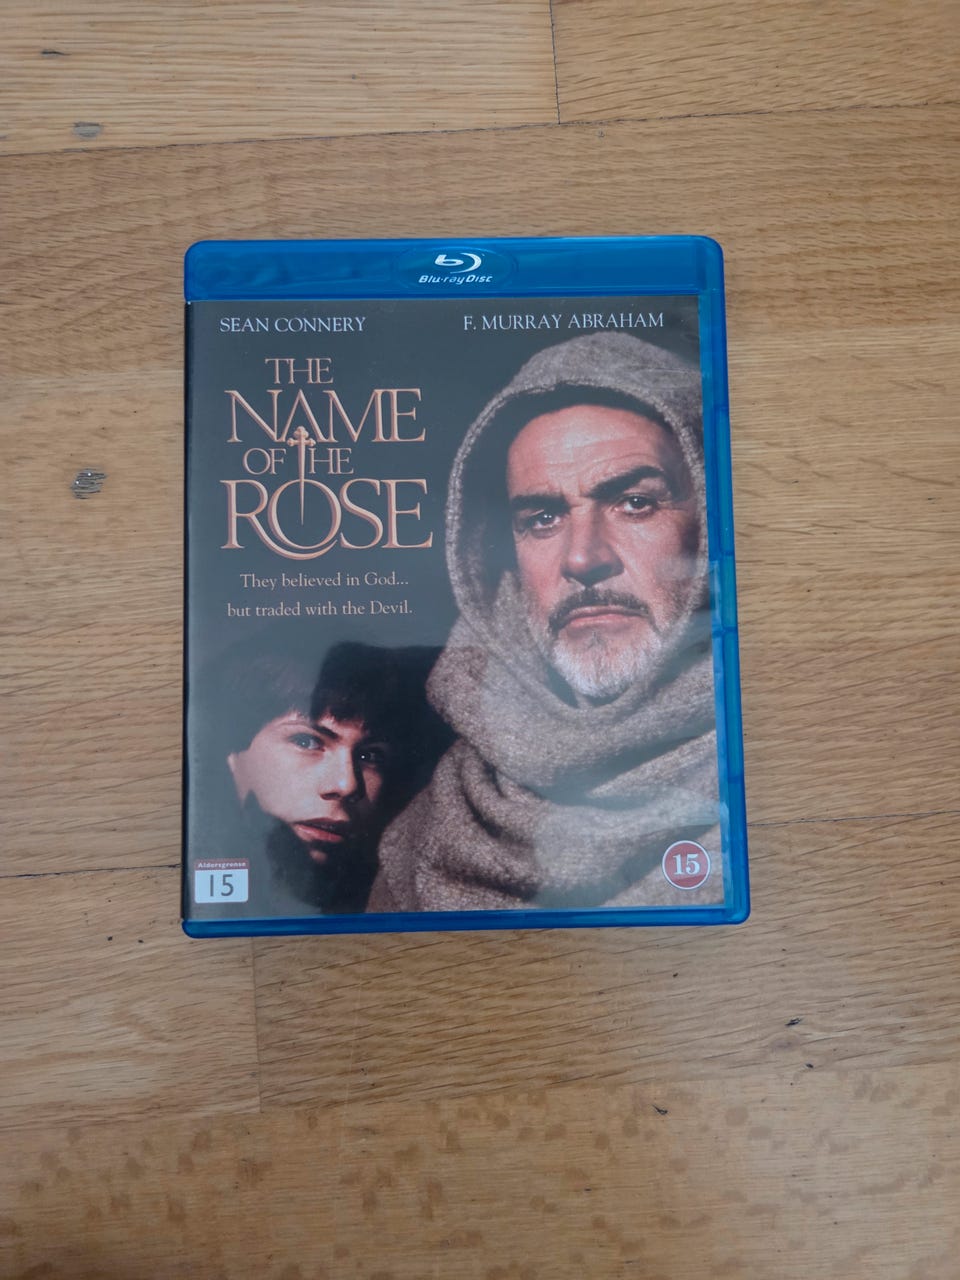 Blu-ray Disc
SEAN CONNERY
F. MURRAY ABRAHAM
THE
NAME
OF THE
ROSE
They believed in God...
but traded with the Devil.
Aldersgrense
15
15